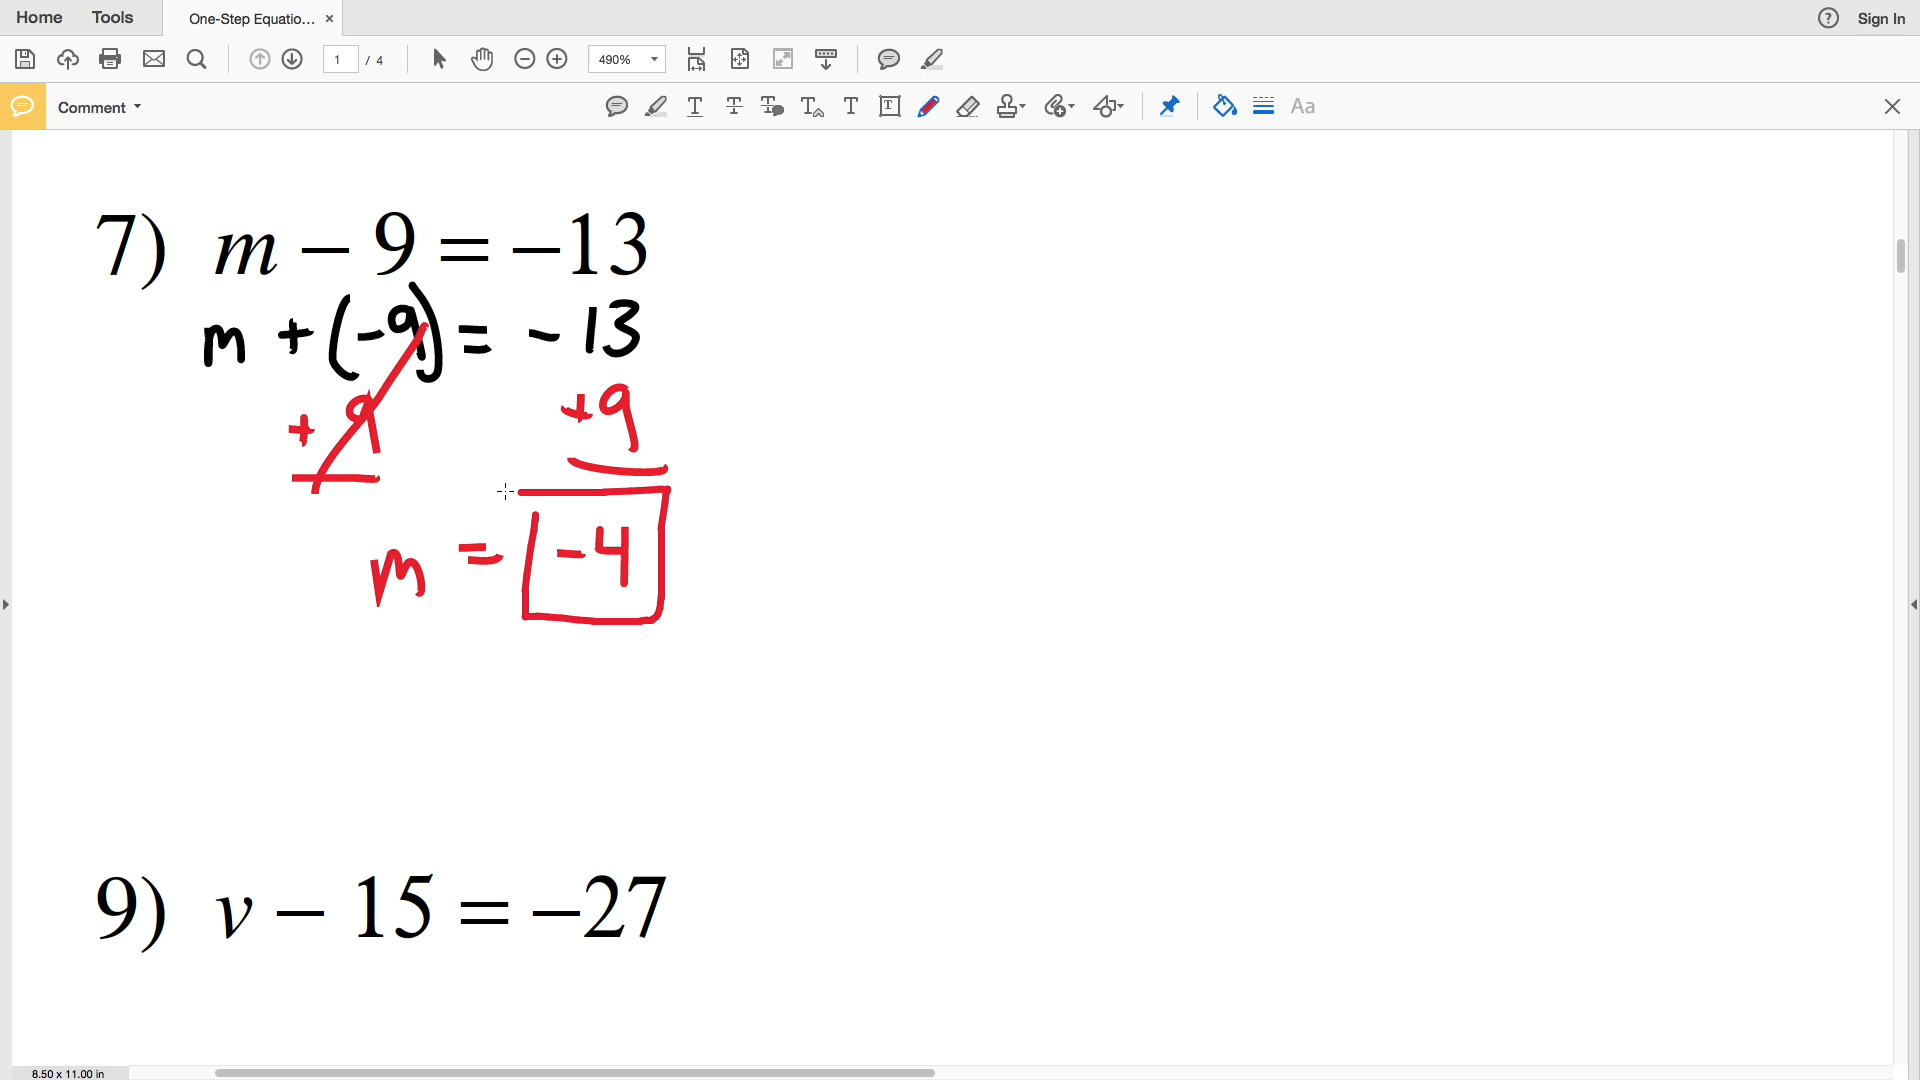 Home Tools One-Step Equatio... × ? Sign In
1 / 4 490%
Comment T T T T T T Aa
7) m − 9 = −13
m + (-9) = - 13
+ 9 +9
m = -4
9) v − 15 = −27
8.50 x 11.00 in